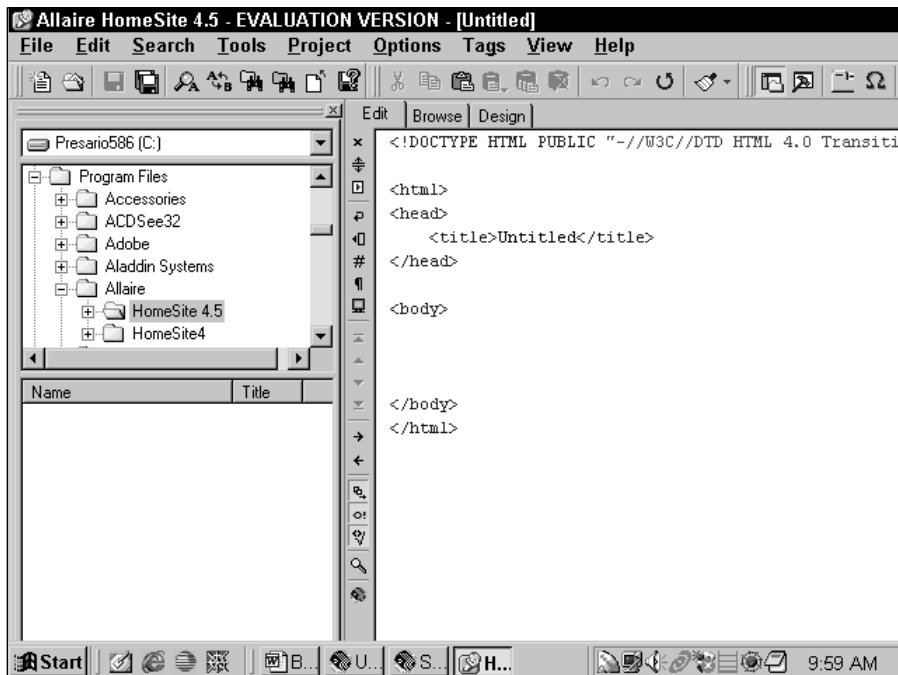 Allaire HomeSite 4.5 - EVALUATION VERSION - [Untitled]
File Edit Search Tools Project Options Tags View Help
Edit Browse Design
Presario586 (C:)
Program Files
Accessories
ACDSee32
Adobe
Aladdin Systems
Allaire
HomeSite 4.5
HomeSite4
Name Title
<!DOCTYPE HTML PUBLIC "-//W3C//DTD HTML 4.0 Transiti
<html>
<head>
<title>Untitled</title>
</head>
<body>
</body>
</html>
Start B... U... S... H... 9:59 AM